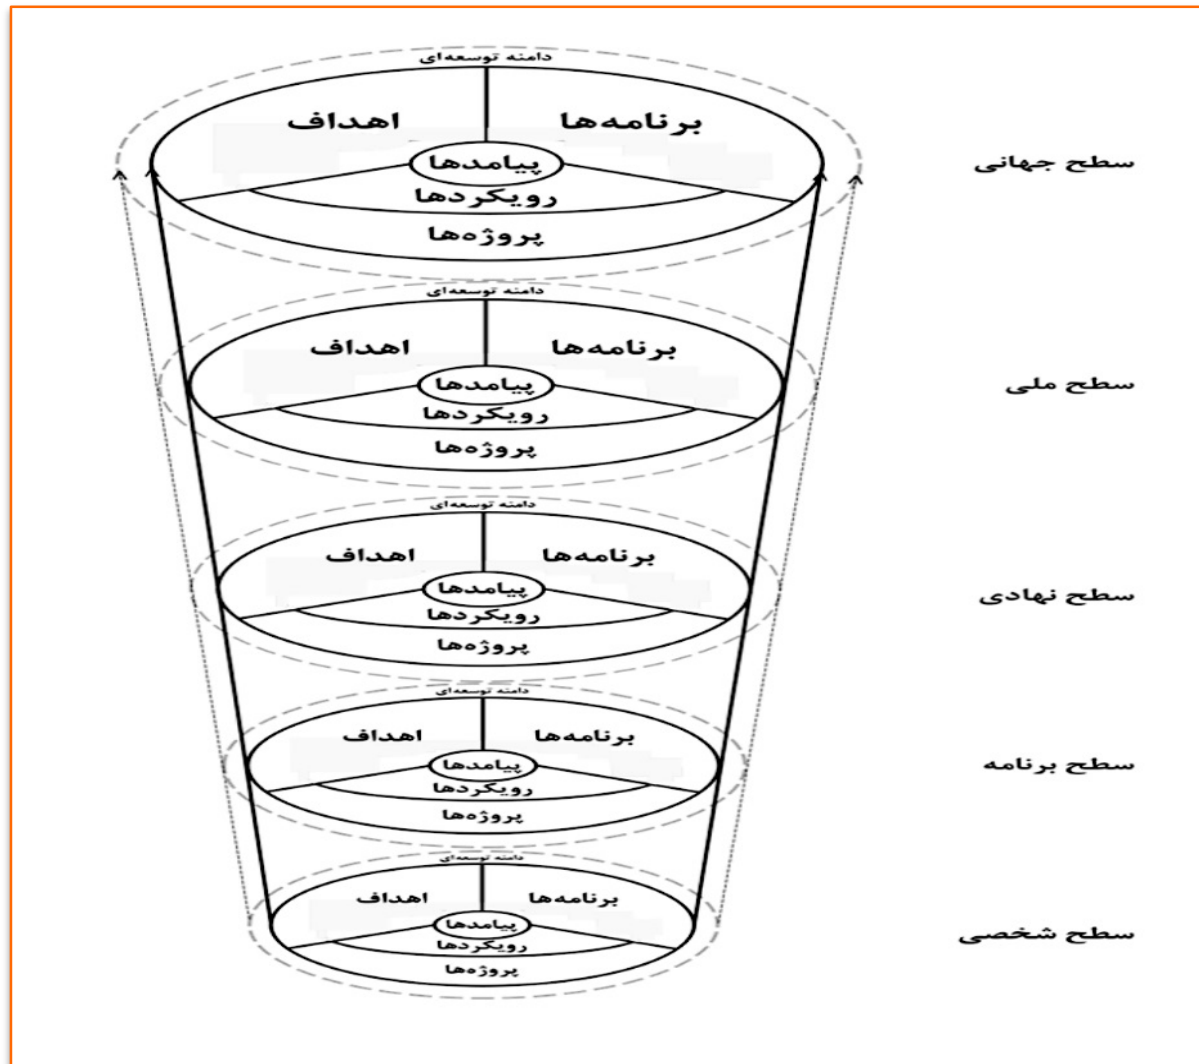 دامنه توسعه‌ای
اهداف
برنامه‌ها
پیامدها
رویکردها
پروژه‌ها
سطح جهانی
دامنه توسعه‌ای
اهداف
برنامه‌ها
پیامدها
رویکردها
پروژه‌ها
سطح ملی
دامنه توسعه‌ای
اهداف
برنامه‌ها
پیامدها
رویکردها
پروژه‌ها
سطح نهادی
دامنه توسعه‌ای
اهداف
برنامه‌ها
پیامدها
رویکردها
پروژه‌ها
سطح برنامه
دامنه توسعه‌ای
اهداف
برنامه‌ها
پیامدها
رویکردها
پروژه‌ها
سطح شخصی